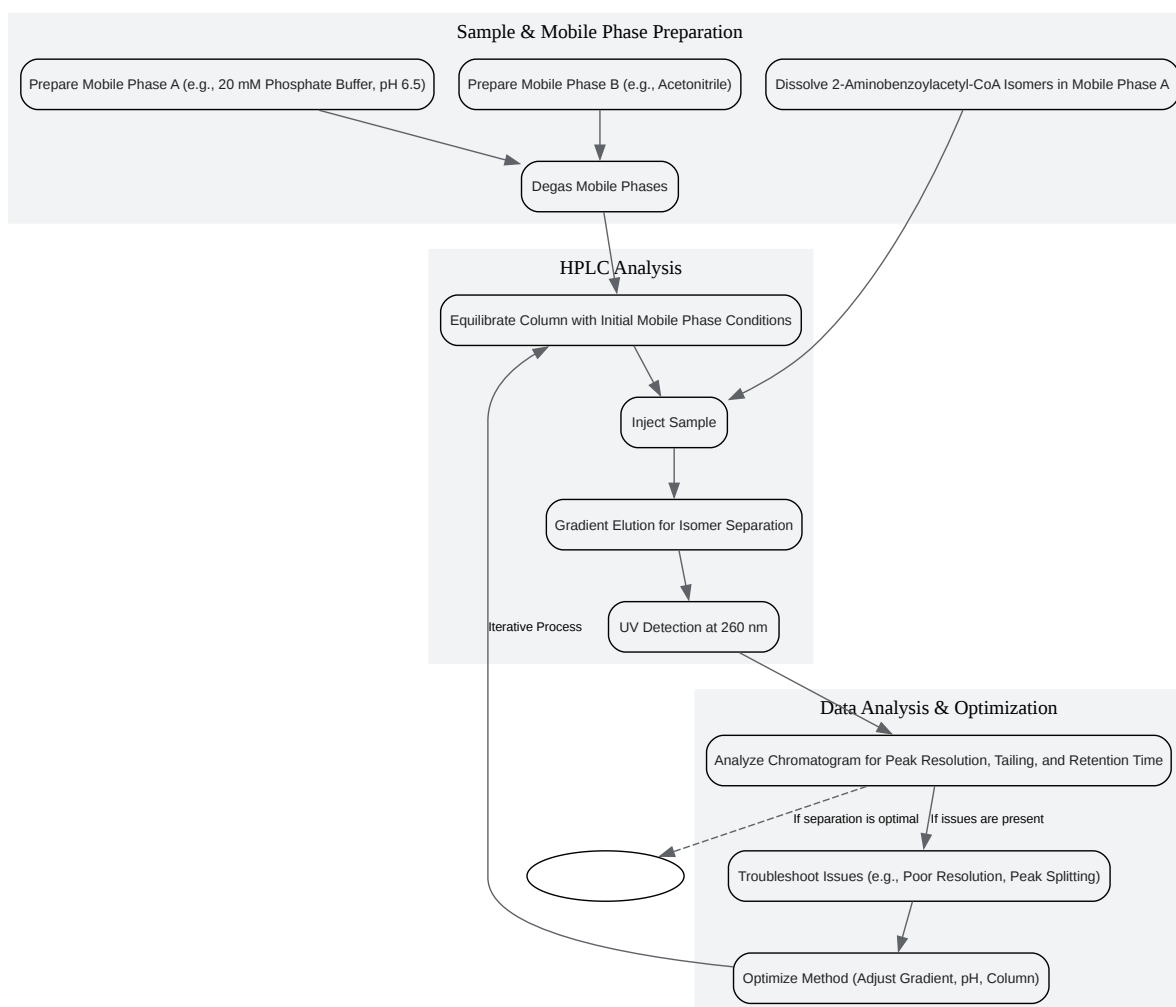 Sample & Mobile Phase Preparation
Prepare Mobile Phase A (e.g., 20 mM Phosphate Buffer, pH 6.5)
Prepare Mobile Phase B (e.g., Acetonitrile)
Dissolve 2-Aminobenzoylacetyl-CoA Isomers in Mobile Phase A
Degas Mobile Phases
HPLC Analysis
Equilibrate Column with Initial Mobile Phase Conditions
Inject Sample
Gradient Elution for Isomer Separation
Iterative Process
UV Detection at 260 nm
Data Analysis & Optimization
Analyze Chromatogram for Peak Resolution, Tailing, and Retention Time
If separation is optimal
If issues are present
Troubleshoot Issues (e.g., Poor Resolution, Peak Splitting)
Optimize Method (Adjust Gradient, pH, Column)